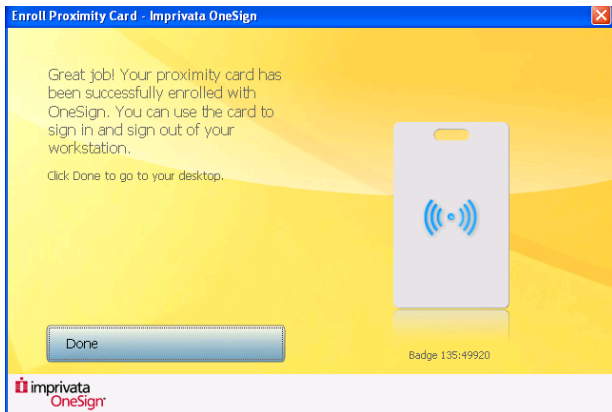 Enroll Proximity Card - Imprivata OneSign
Great job! Your proximity card has
been successfully enrolled with
OneSign. You can use the card to
sign in and sign out of your
workstation.
Click Done to go to your desktop.
Done
Badge 135:49920
imprivata
OneSign